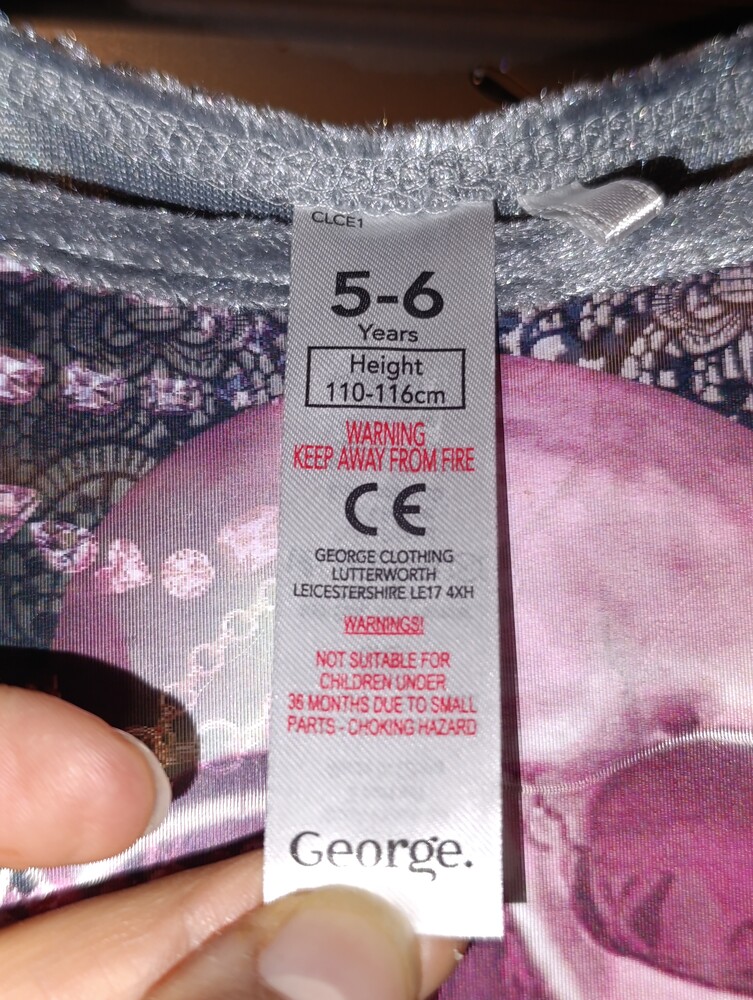 CLCE1
5-6
Years
Height
110-116cm
WARNING
KEEP AWAY FROM FIRE
CE
GEORGE CLOTHING
LUTTERWORTH
LEICESTERSHIRE LE17 4XH
WARNINGS!
NOT SUITABLE FOR
CHILDREN UNDER
36 MONTHS DUE TO SMALL
PARTS - CHOKING HAZARD
George.